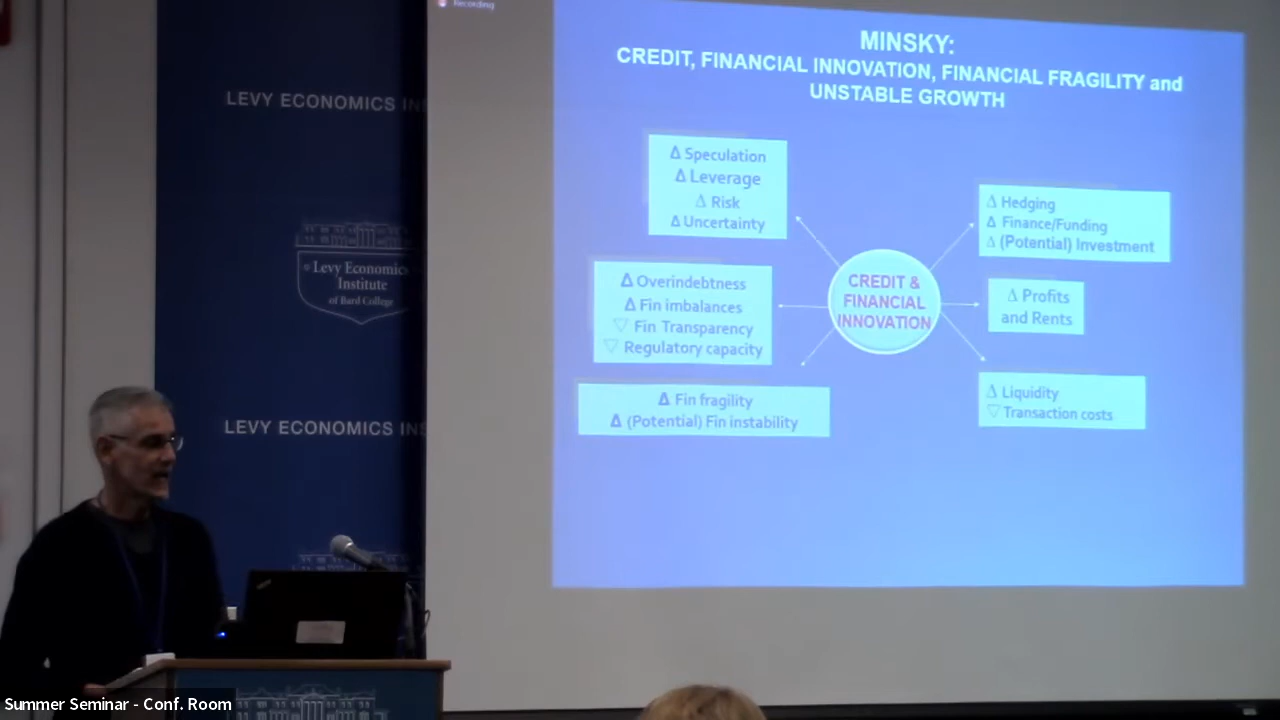 Recording
MINSKY:
CREDIT, FINANCIAL INNOVATION, FINANCIAL FRAGILITY and
UNSTABLE GROWTH
Δ Speculation
Δ Leverage
Δ Risk
Δ Uncertainty
Δ Overindebtness
Δ Fin imbalances
▽ Fin Transparency
▽ Regulatory capacity
Δ Fin fragility
Δ (Potential) Fin instability
CREDIT &
FINANCIAL
INNOVATION
Δ Hedging
Δ Finance/Funding
Δ (Potential) Investment
Δ Profits
and Rents
Δ Liquidity
▽ Transaction costs
LEVY ECONOMICS IN
Levy Economics
Institute
of Bard College
LEVY ECONOMICS INS
Summer Seminar - Conf. Room